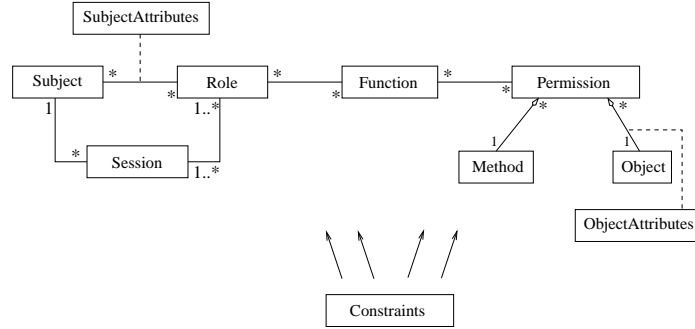 SubjectAttributes
Subject
*
*
Role
*
*
Function
*
*
Permission
1
1..*
*
*
*
Session
1..*
1
1
Method
Object
ObjectAttributes
Constraints